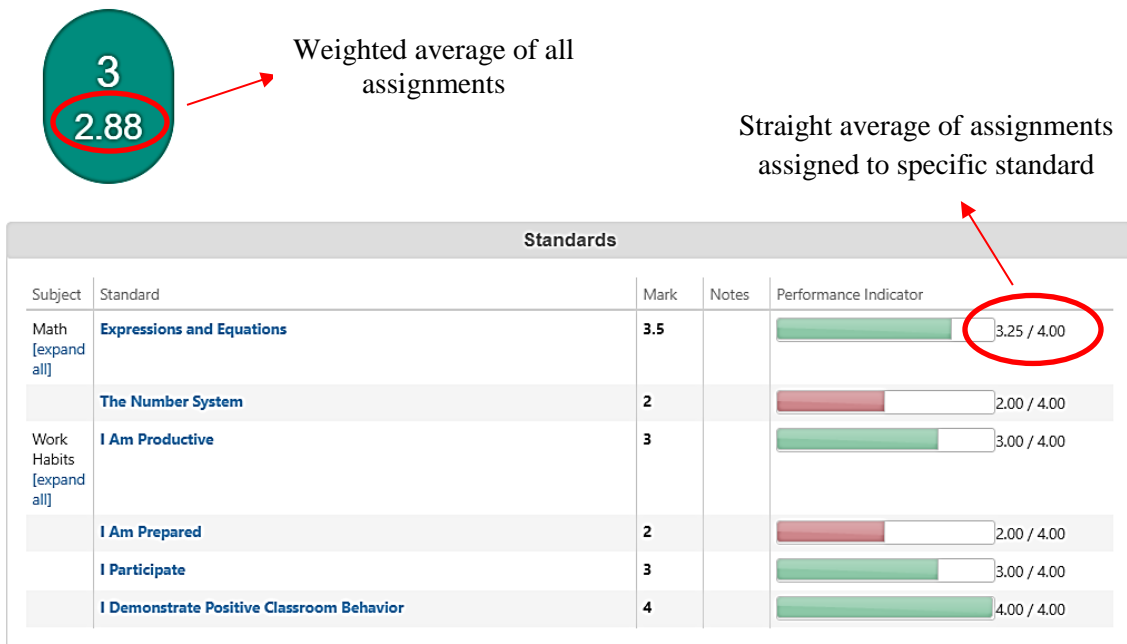 3
2.88
Weighted average of all
assignments
Straight average of assignments
assigned to specific standard
Standards
Subject Standard Mark Notes Performance Indicator
Math Expressions and Equations 3.5 3.25 / 4.00
[expand
all]
The Number System 2 2.00 / 4.00
Work I Am Productive 3 3.00 / 4.00
Habits
[expand
all]
I Am Prepared 2 2.00 / 4.00
I Participate 3 3.00 / 4.00
I Demonstrate Positive Classroom Behavior 4 4.00 / 4.00